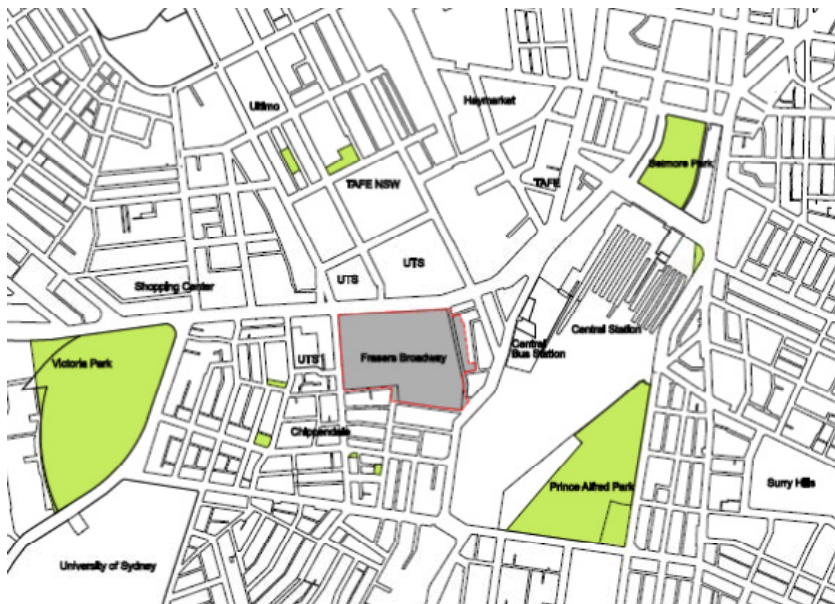 Ultimo
Haymarket
Belmore Park
TAFE NSW
TAFE
UTS
UTS
Shopping Center
Central Station
Central
Bus Station
Frasers Broadway
UTS
Victoria Park
Chippendale
Prince Alfred Park
Surry Hills
University of Sydney